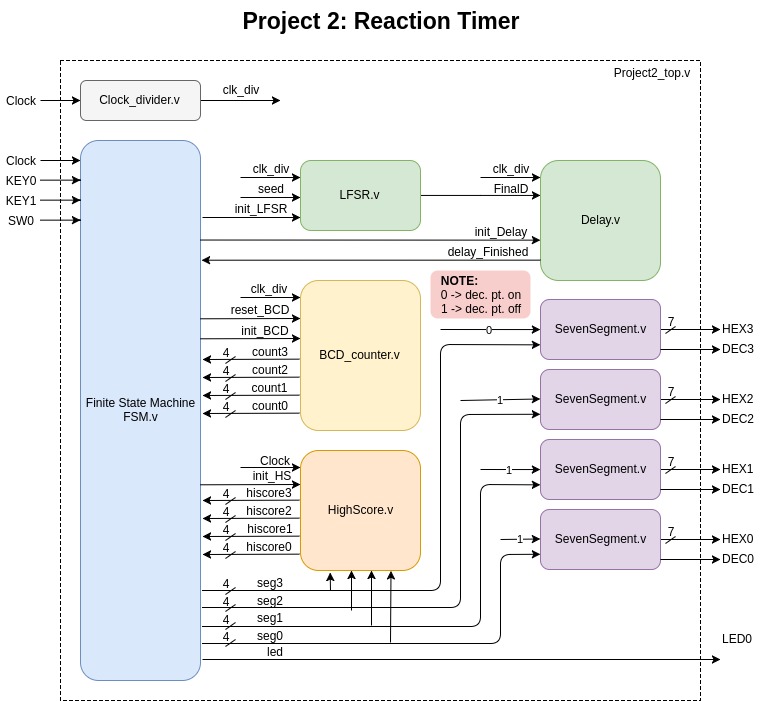 Project 2: Reaction Timer
Project2_top.v
Clock
Clock_divider.v
clk_div
Clock
KEY0
KEY1
SW0
Finite State Machine
FSM.v
clk_div
seed
init_LFSR
LFSR.v
clk_div
FinalD
Delay.v
init_Delay
delay_Finished
NOTE:
0 -> dec. pt. on
1 -> dec. pt. off
clk_div
reset_BCD
init_BCD
4 count3
4 count2
4 count1
4 count0
BCD_counter.v
0
SevenSegment.v
7
HEX3
DEC3
1
SevenSegment.v
7
HEX2
DEC2
1
SevenSegment.v
7
HEX1
DEC1
1
SevenSegment.v
7
HEX0
DEC0
Clock
init_HS
4 hiscore3
4 hiscore2
4 hiscore1
4 hiscore0
HighScore.v
4 seg3
4 seg2
4 seg1
4 seg0
led
LED0